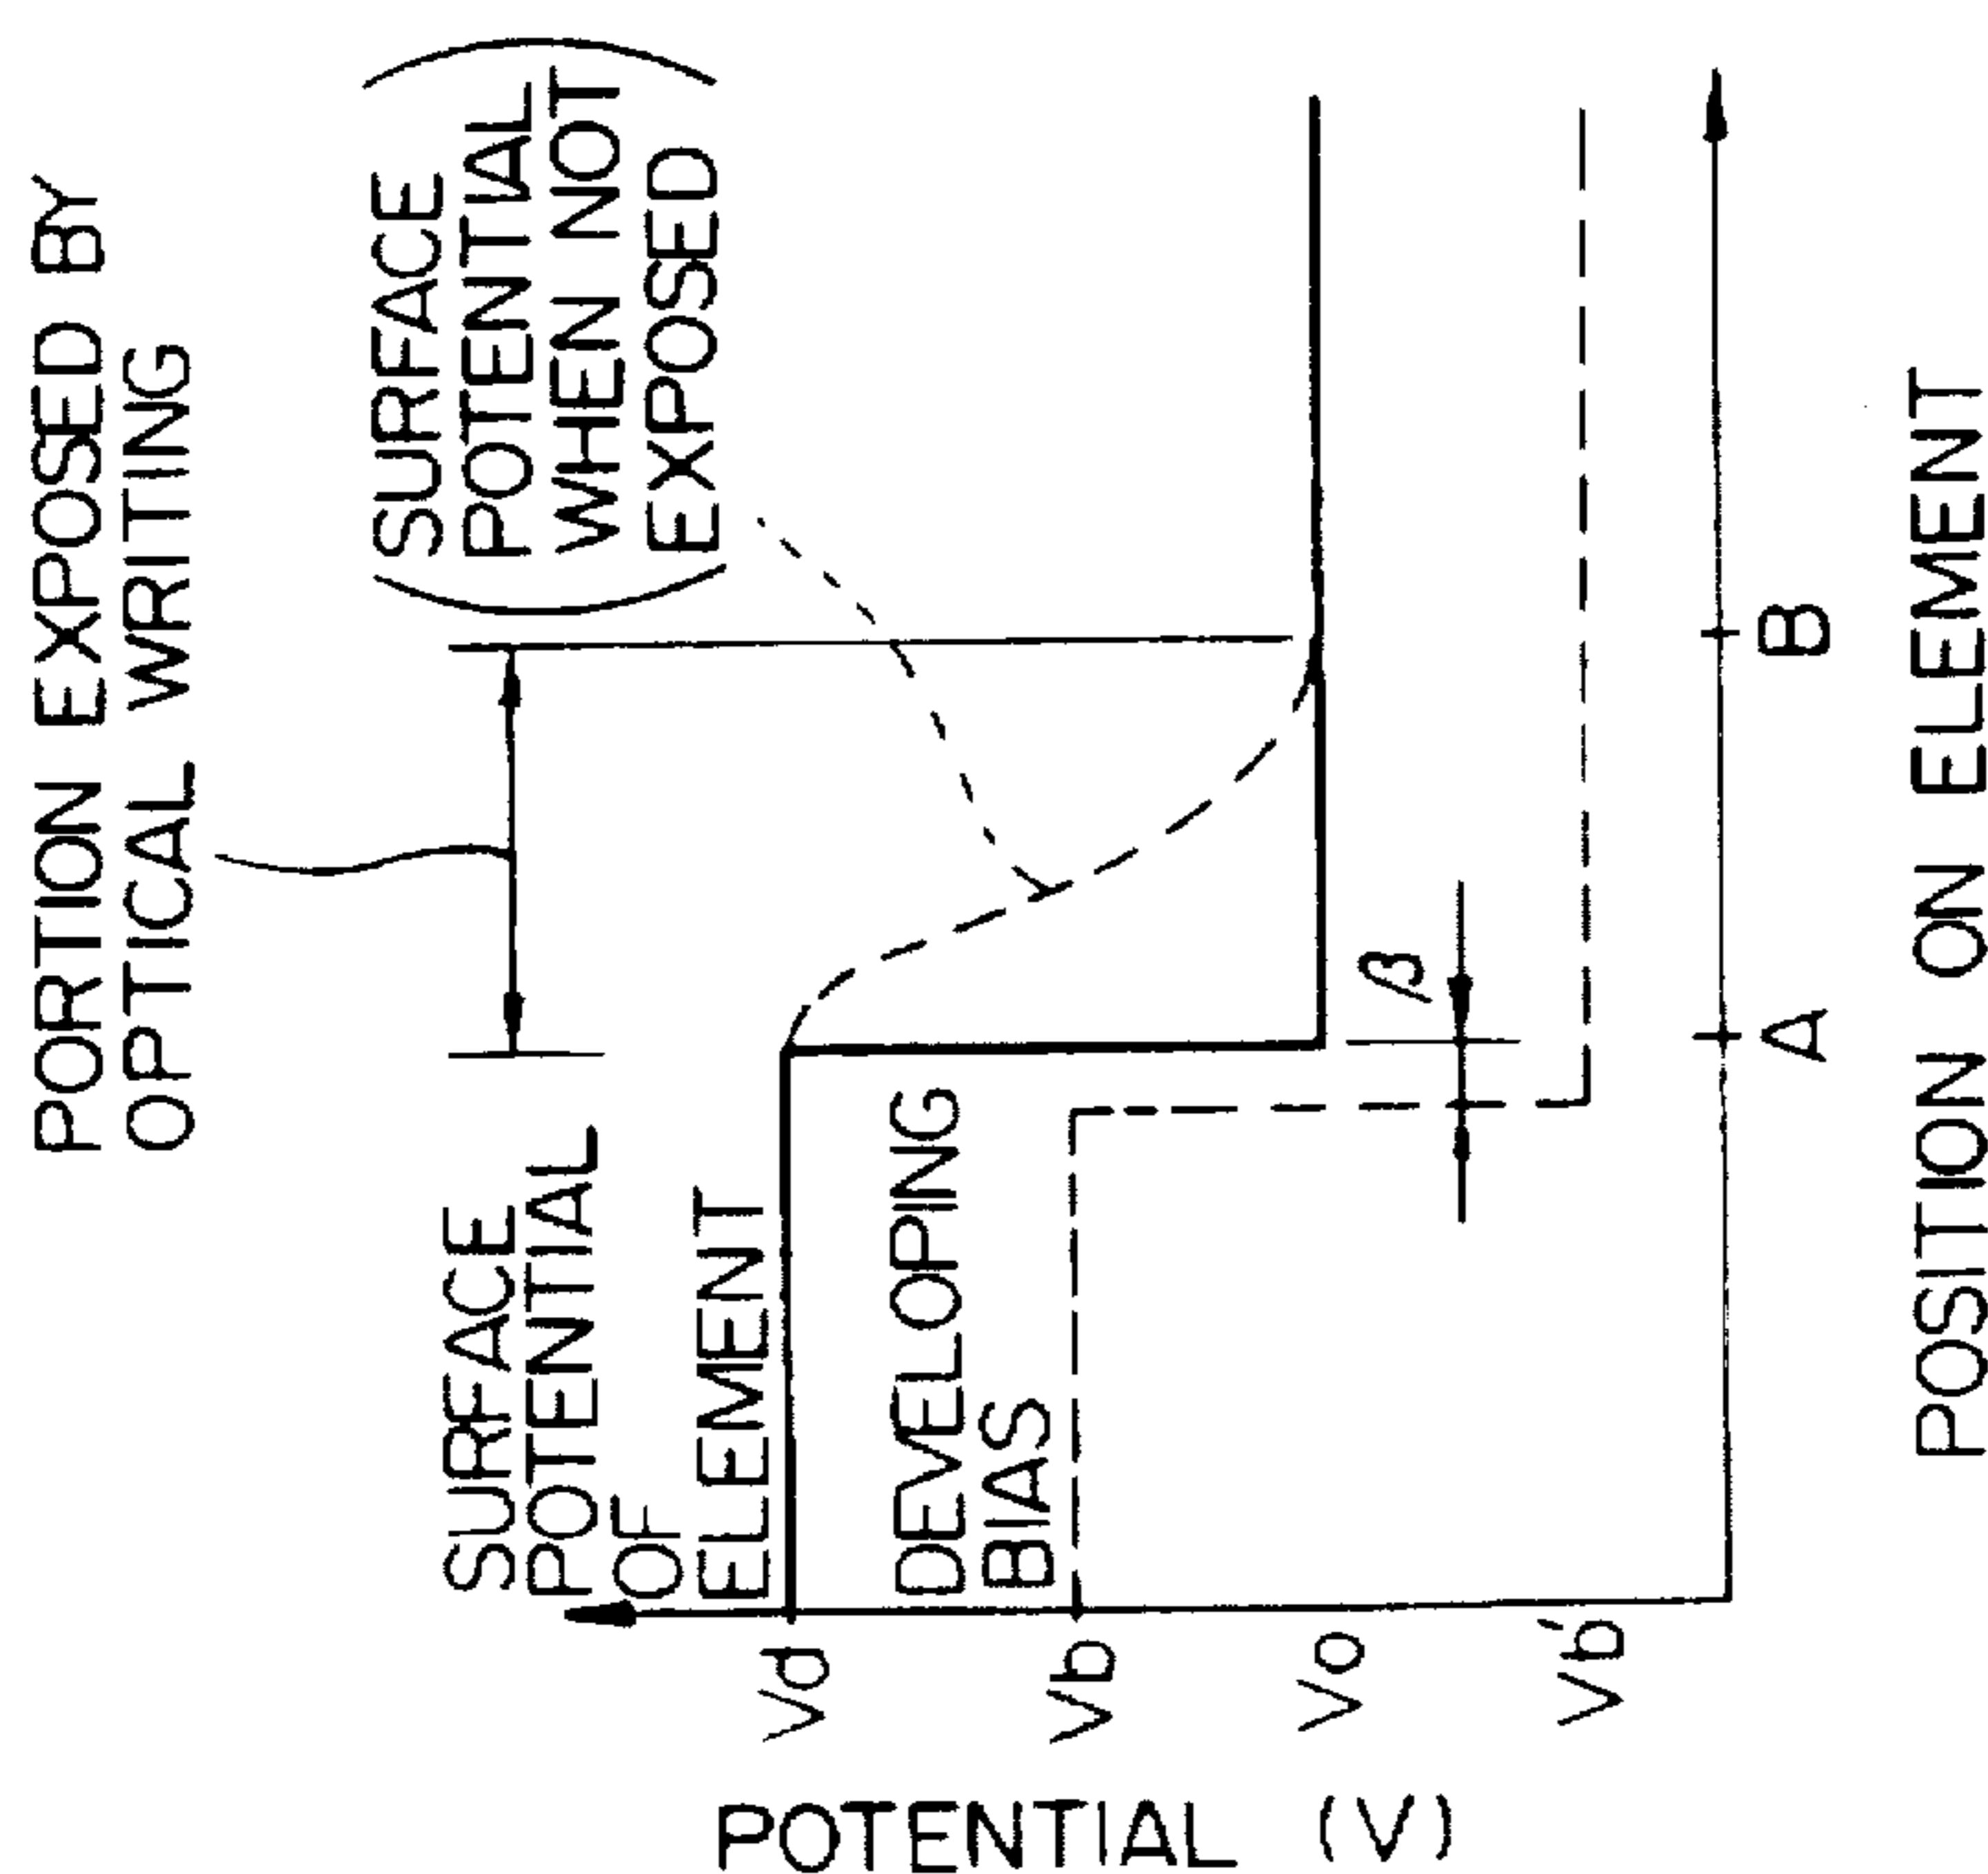 PORTION EXPOSED BY
OPTICAL WRITING
SURFACE
POTENTIAL
WHEN NOT
EXPOSED
SURFACE
POTENTIAL
OF
ELEMENT
DEVELOPING
BIAS
β
Vd
Vb
Vo
Vb'
POTENTIAL (V)
A
B
POSITION ON ELEMENT